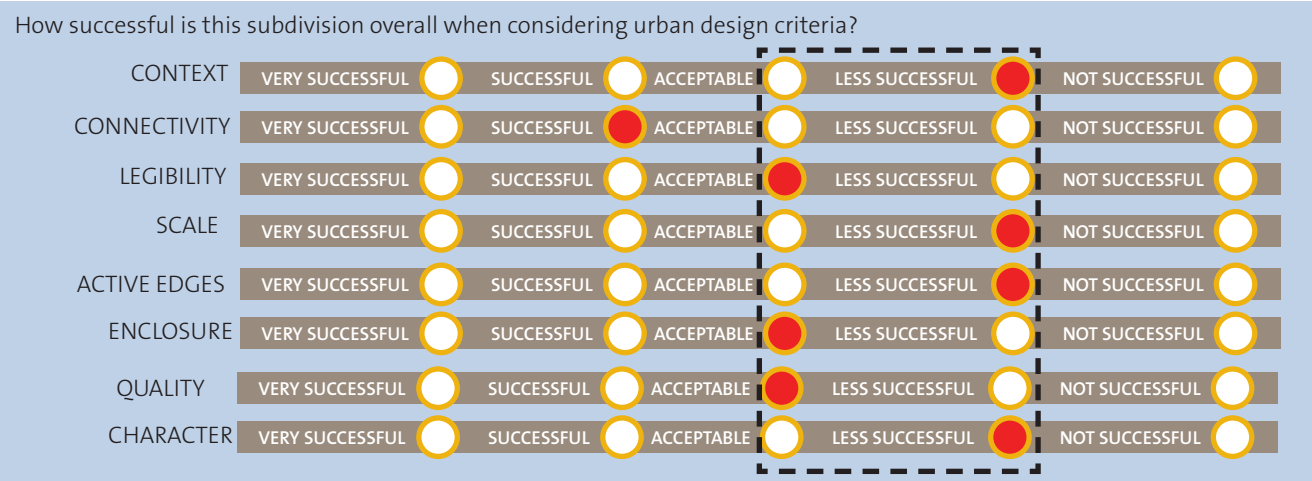 How successful is this subdivision overall when considering urban design criteria?
CONTEXT VERY SUCCESSFUL SUCCESSFUL ACCEPTABLE LESS SUCCESSFUL NOT SUCCESSFUL
CONNECTIVITY VERY SUCCESSFUL SUCCESSFUL ACCEPTABLE LESS SUCCESSFUL NOT SUCCESSFUL
LEGIBILITY VERY SUCCESSFUL SUCCESSFUL ACCEPTABLE LESS SUCCESSFUL NOT SUCCESSFUL
SCALE VERY SUCCESSFUL SUCCESSFUL ACCEPTABLE LESS SUCCESSFUL NOT SUCCESSFUL
ACTIVE EDGES VERY SUCCESSFUL SUCCESSFUL ACCEPTABLE LESS SUCCESSFUL NOT SUCCESSFUL
ENCLOSURE VERY SUCCESSFUL SUCCESSFUL ACCEPTABLE LESS SUCCESSFUL NOT SUCCESSFUL
QUALITY VERY SUCCESSFUL SUCCESSFUL ACCEPTABLE LESS SUCCESSFUL NOT SUCCESSFUL
CHARACTER VERY SUCCESSFUL SUCCESSFUL ACCEPTABLE LESS SUCCESSFUL NOT SUCCESSFUL